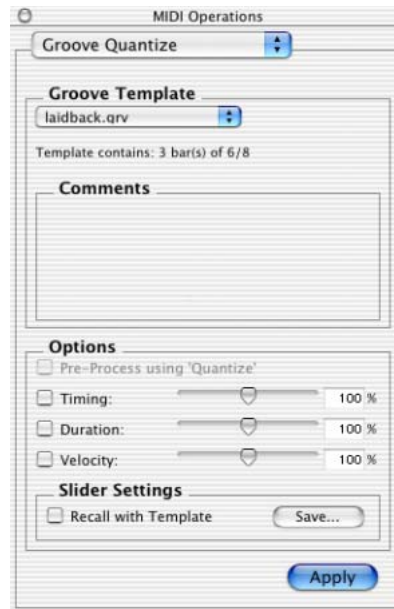 MIDI Operations
Groove Quantize
Groove Template
laidback.grv
Template contains: 3 bar(s) of 6/8
Comments
Options
Pre-Process using 'Quantize'
Timing: 100 %
Duration: 100 %
Velocity: 100 %
Slider Settings
Recall with Template Save...
Apply